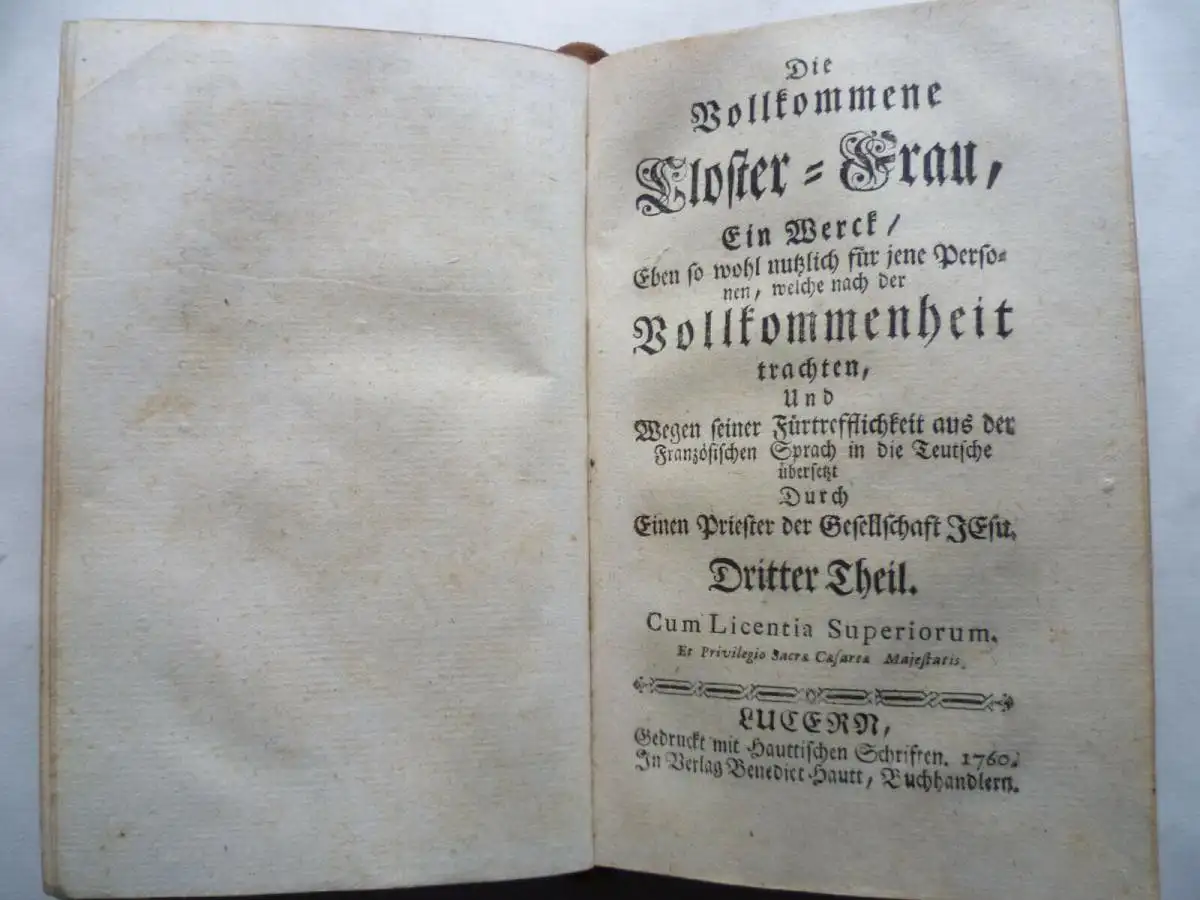 Die
Vollkommene
Closter=Frau,
Ein Werck/
Eben so wohl nutzlich für jene Perso=
nen, welche nach der
Vollkommenheit
trachten,
Und
Wegen seiner Fürtrefflichkeit aus der
Französischen Sprach in die Teutsche
übersetzt
Durch
Einen Priester der Gesellschaft JEsu.
Dritter Theil.
Cum Licentia Superiorum.
Et Privilegio Sacræ Cæsareæ Majestatis.
LUCERN,
Gedruckt mit Hauttischen Schriften. 1760.
In Verlag Benedict Hautt, Buchhandlern.